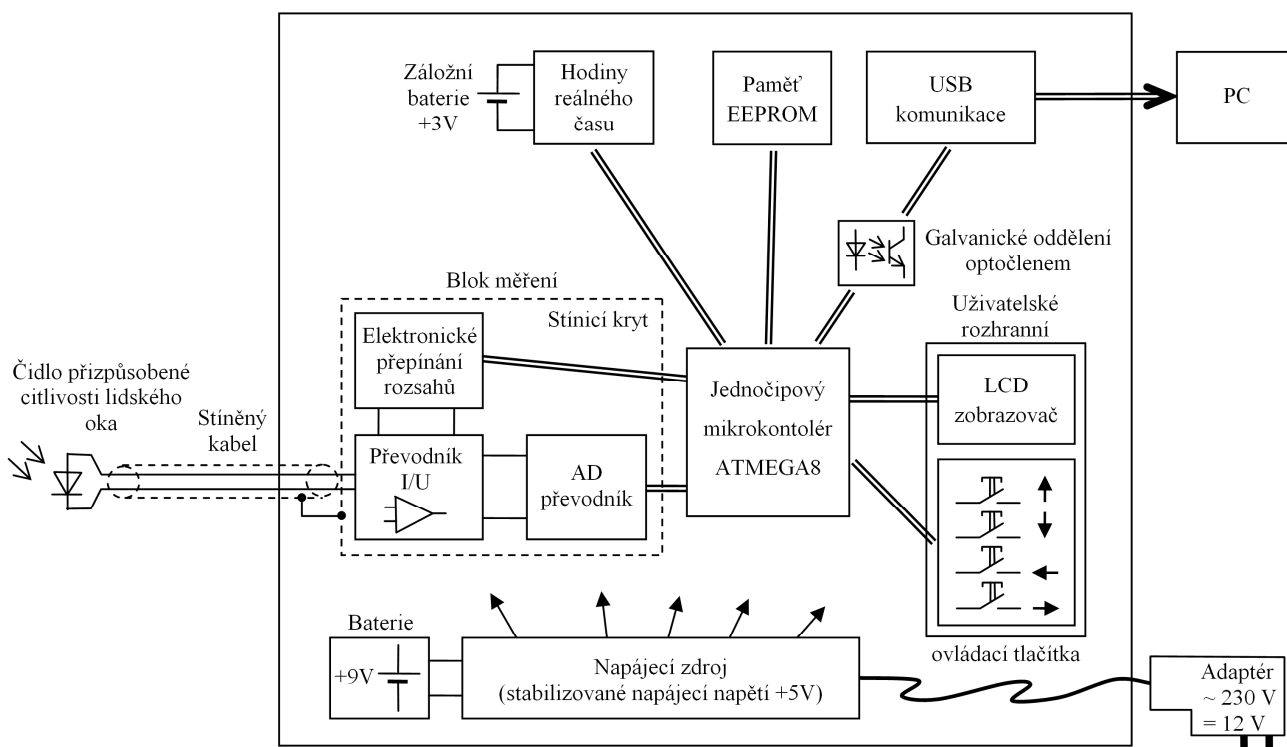 Záložní
baterie
+3V
Hodiny
reálného
času
Paměť
EEPROM
USB
komunikace
PC
Galvanické oddělení
optočlenem
Blok měření
Stínicí kryt
Elektronické
přepínání
rozsahů
Čidlo přizpůsobené
citlivosti lidského
oka
Stíněný
kabel
Převodník
I/U
AD
převodník
Jednočipový
mikrokontolér
ATMEGA8
Uživatelské
rozhranní
LCD
zobrazovač
ovládací tlačítka
Baterie
+9V
Napájecí zdroj
(stabilizované napájecí napětí +5V)
Adaptér
~ 230 V
= 12 V